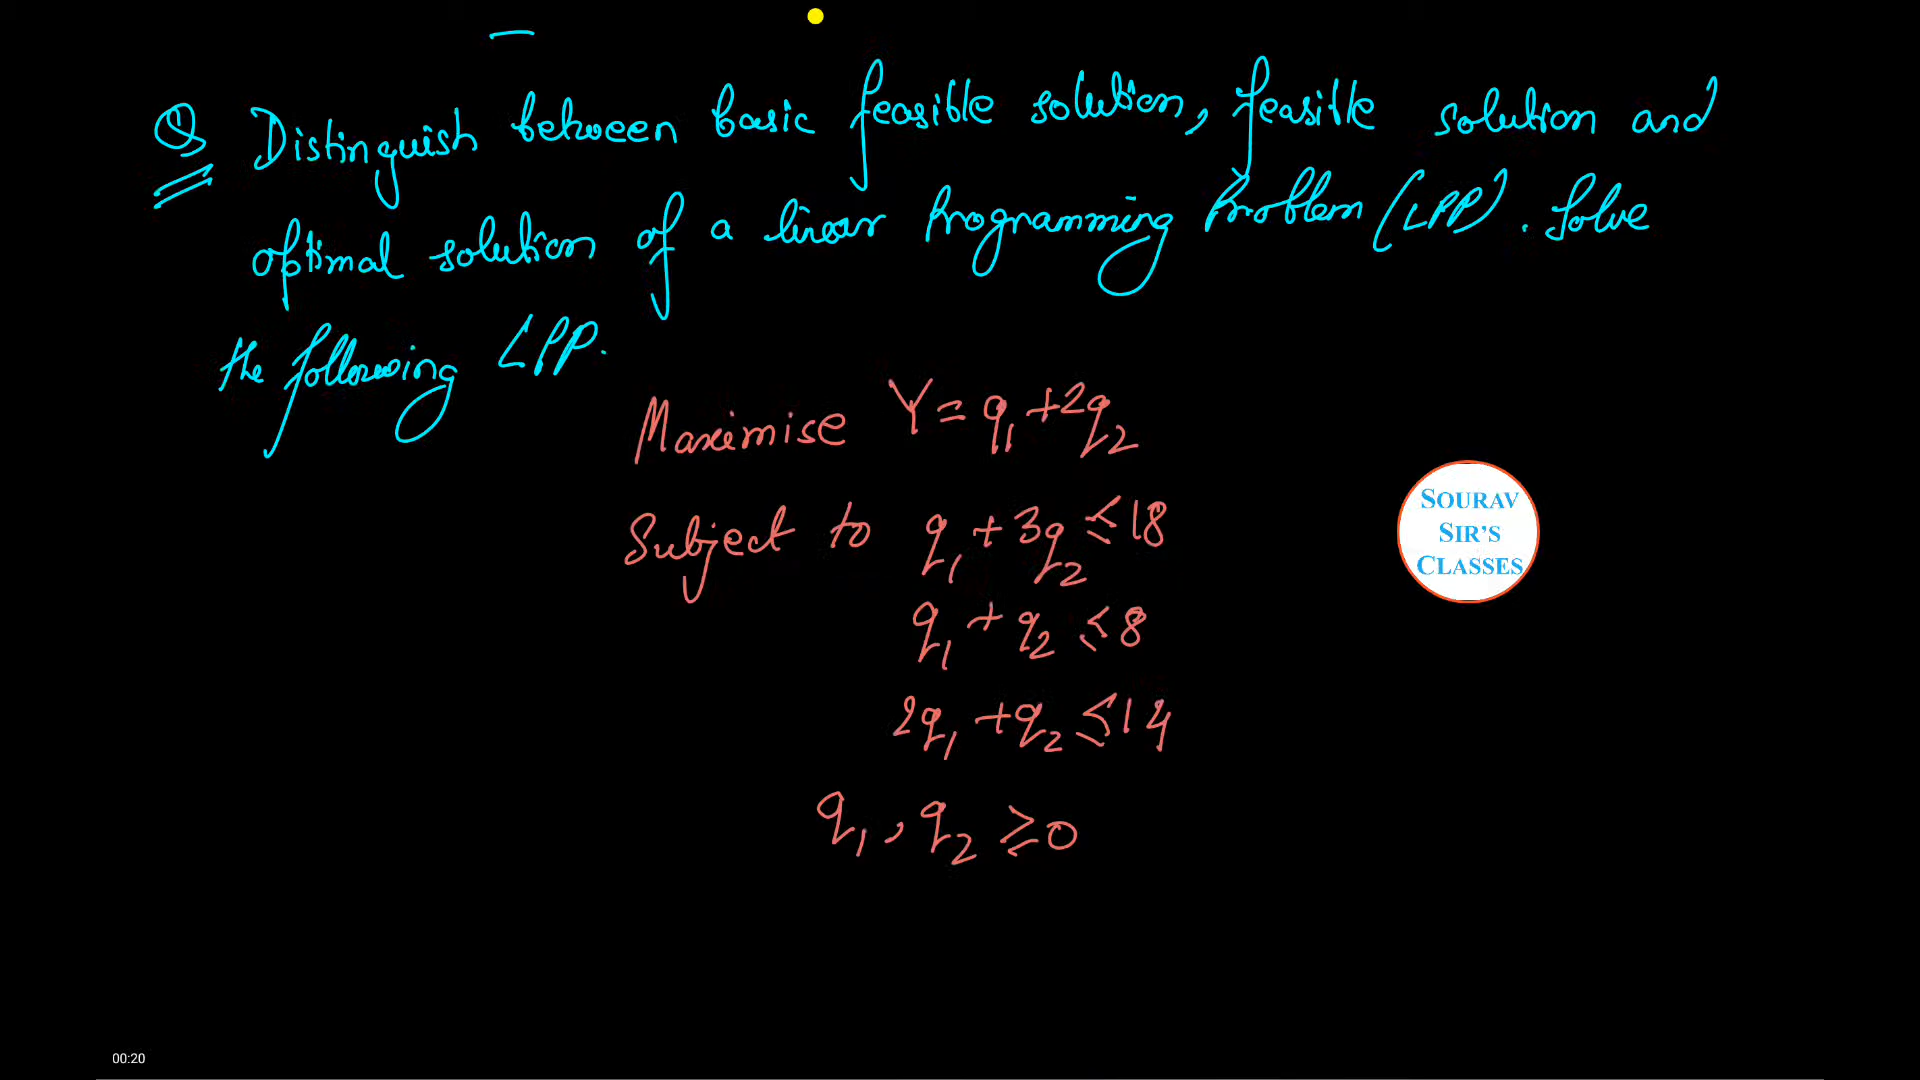 Q Distinguish between basic feasible solution, feasible solution and
optimal solution of a linear Programming Problem (LPP). Solve
the following LPP.
Maximise Y = q₁ + 2q₂
Subject to q₁ + 3q₂ ≤ 18
q₁ + q₂ ≤ 8
2q₁ + q₂ ≤ 14
q₁, q₂ ≥ 0
SOURAV
SIR'S
CLASSES
00:20